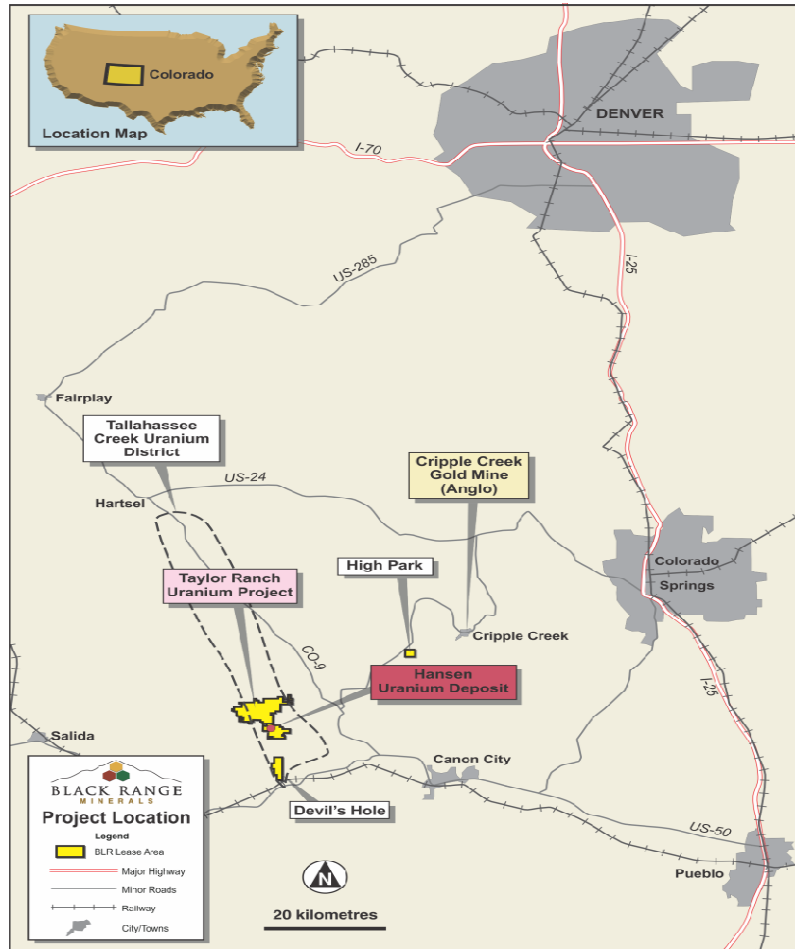 Colorado
Location Map
DENVER
I-70
I-25
US-285
Fairplay
Tallahassee
Creek Uranium
District
US-24
Cripple Creek
Gold Mine
(Anglo)
Hartsel
High Park
Colorado
Springs
Taylor Ranch
Uranium Project
Cripple Creek
CO-9
Hansen
Uranium Deposit
I-25
Salida
Canon City
BLACK RANGE
MINERALS
Project Location
Legend
BLR Lease Area
Major Highway
Minor Roads
Railway
City/Towns
Devil's Hole
US-50
Pueblo
N
20 kilometres